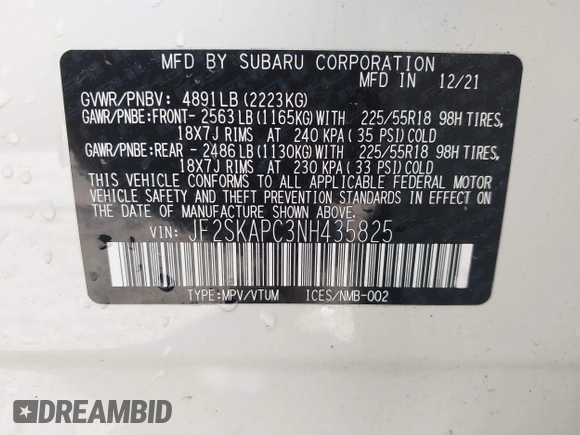 MFD BY SUBARU CORPORATION
MFD IN 12/21
GVWR/PNBV: 4891LB(2223KG)
GAWR/PNBE:FRONT- 2563LB(1165KG)WITH 225/55R18 98H TIRES,
18X7J RIMS AT 240 KPA(35 PSI)COLD
GAWR/PNBE:REAR - 2486LB(1130KG)WITH 225/55R18 98H TIRES,
18X7J RIMS AT 230 KPA(33 PSI)COLD
THIS VEHICLE CONFORMS TO ALL APPLICABLE FEDERAL MOTOR
VEHICLE SAFETY AND THEFT PREVENTION STANDARDS IN EFFECT
ON THE DATE OF MANUFACTURE SHOWN ABOVE.
VIN: JF2SKAPC3NH435825
TYPE:MPV/VTUM ICES/NMB-002
DREAMBID